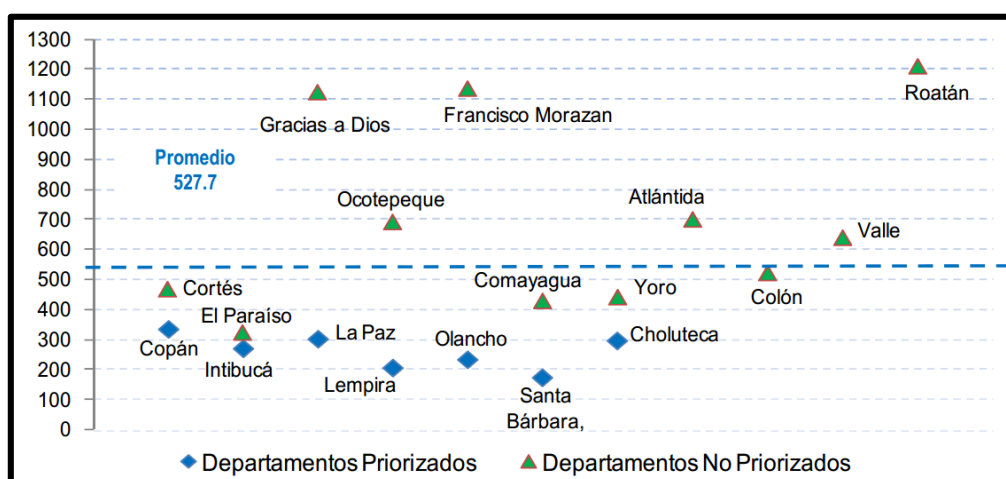 1300
1200
1100
1000
900
800
700
600
500
400
300
200
100
0
Promedio
527.7
Roatán
Gracias a Dios
Francisco Morazan
Ocotepeque
Atlántida
Valle
Cortés
El Paraíso
Comayagua
Yoro
Colón
Copán
Intibucá
La Paz
Lempira
Olancho
Santa
Bárbara,
Choluteca
Departamentos Priorizados
Departamentos No Priorizados